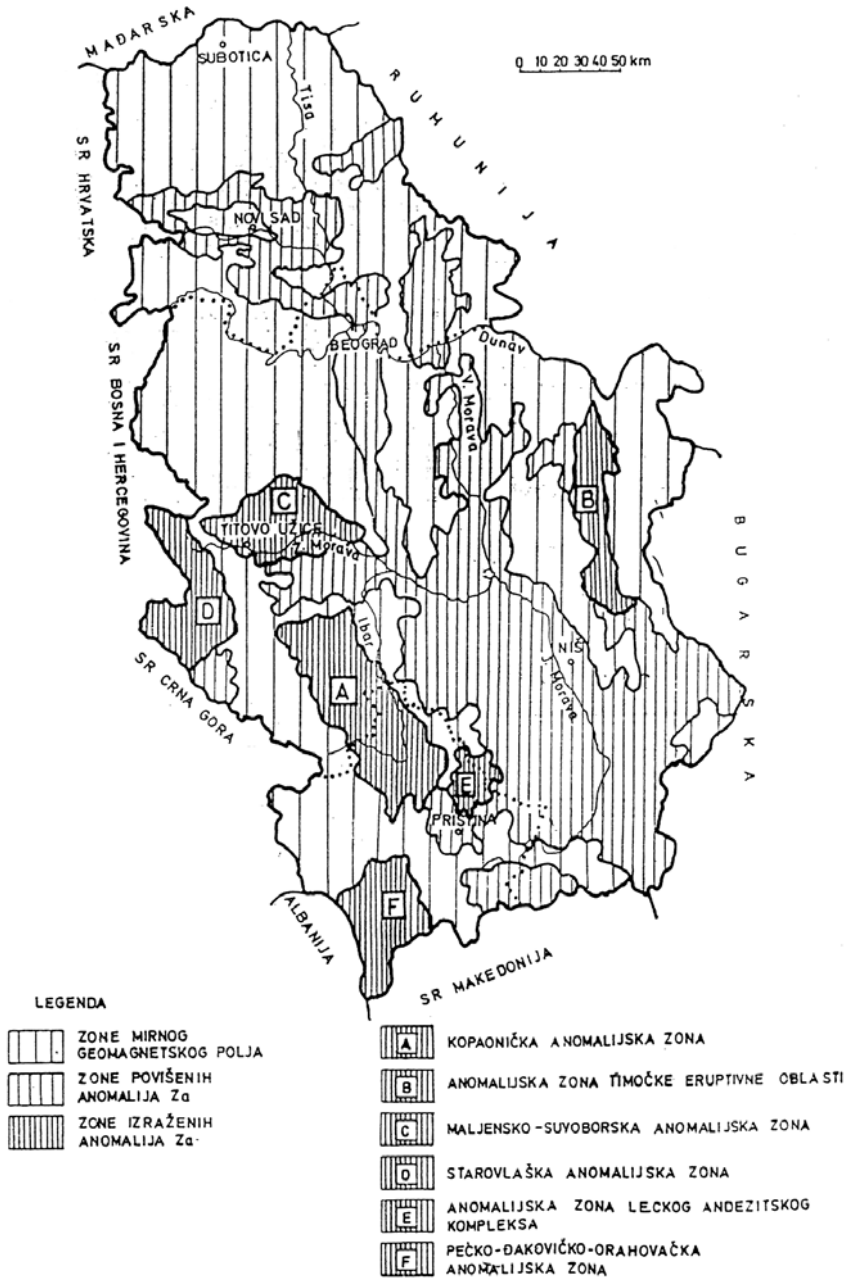 MAĐARSKA
SUBOTICA
0 10 20 30 40 50 km
Tisa
RUMUNIJA
SR HRVATSKA
NOVI SAD
BEOGRAD
Dunav
SR BOSNA I HERCEGOVINA
V. Morava
B
C
TITOVO UŽICE
Z. Morava
BUGARSKA
D
Ibar
NIŠ
J. Morava
SR CRNA GORA
A
E
PRIŠTINA
F
ALBANIJA
SR MAKEDONIJA
LEGENDA
ZONE MIRNOG
GEOMAGNETSKOG POLJA
ZONE POVIŠENIH
ANOMALIJA Za
ZONE IZRAŽENIH
ANOMALIJA Za
A KOPAONIČKA ANOMALIJSKA ZONA
B ANOMALIJSKA ZONA TIMOČKE ERUPTIVNE OBLASTI
C MALJENSKO-SUVOBORSKA ANOMALIJSKA ZONA
D STAROVLAŠKA ANOMALIJSKA ZONA
E ANOMALIJSKA ZONA LECKOG ANDEZITSKOG
KOMPLEKSA
F PEĆKO-ĐAKOVIČKO-ORAHOVAČKA
ANOMALIJSKA ZONA